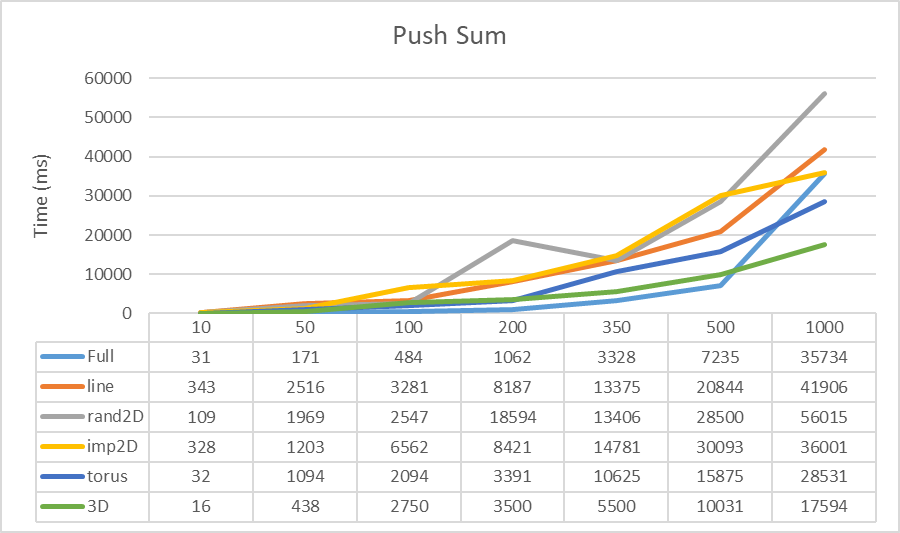 Push Sum
Time (ms)
60000
50000
40000
30000
20000
10000
0
10 50 100 200 350 500 1000
Full 31 171 484 1062 3328 7235 35734
line 343 2516 3281 8187 13375 20844 41906
rand2D 109 1969 2547 18594 13406 28500 56015
imp2D 328 1203 6562 8421 14781 30093 36001
torus 32 1094 2094 3391 10625 15875 28531
3D 16 438 2750 3500 5500 10031 17594